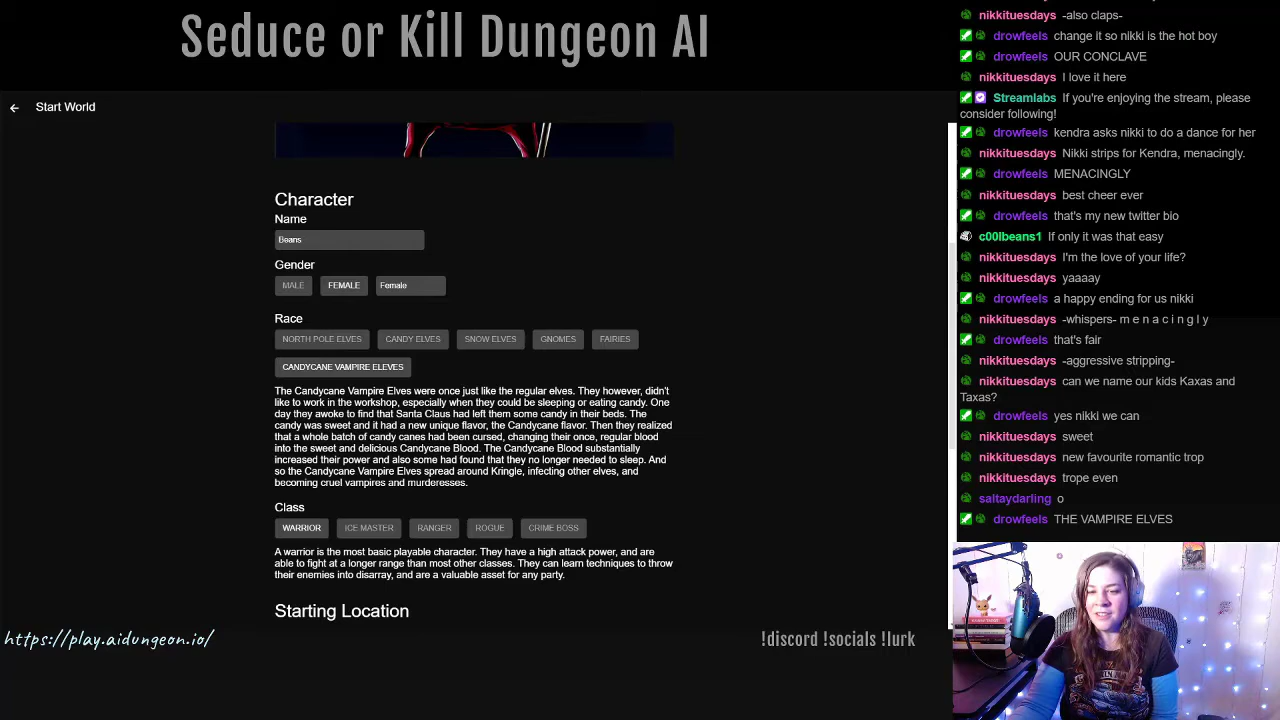 Seduce or Kill Dungeon AI
Start World
Character
Name
Beans
Gender
MALE
FEMALE
Female
Race
NORTH POLE ELVES
CANDY ELVES
SNOW ELVES
GNOMES
FAIRIES
CANDYCANE VAMPIRE ELEVES
The Candycane Vampire Elves were once just like the regular elves. They however, didn't
like to work in the workshop, especially when they could be sleeping or eating candy. One
day they awoke to find that Santa Claus had left them some candy in their beds. The
candy was sweet and it had a new unique flavor, the Candycane flavor. Then they realized
that a whole batch of candy canes had been cursed, changing their once, regular blood
into the sweet and delicious Candycane Blood. The Candycane Blood substantially
increased their power and also some had found that they no longer needed to sleep. And
so the Candycane Vampire Elves spread around Kringle, infecting other elves, and
becoming cruel vampires and murderesses.
Class
WARRIOR
ICE MASTER
RANGER
ROGUE
CRIME BOSS
A warrior is the most basic playable character. They have a high attack power, and are
able to fight at a longer range than most other classes. They can learn techniques to throw
their enemies into disarray, and are a valuable asset for any party.
Starting Location
https://play.aidungeon.io/
!discord !socials !lurk
nikkituesdays -also claps-
drowfeels change it so nikki is the hot boy
drowfeels OUR CONCLAVE
nikkituesdays I love it here
Streamlabs If you're enjoying the stream, please
consider following!
drowfeels kendra asks nikki to do a dance for her
nikkituesdays Nikki strips for Kendra, menacingly.
drowfeels MENACINGLY
nikkituesdays best cheer ever
drowfeels that's my new twitter bio
c00lbeans1 If only it was that easy
nikkituesdays I'm the love of your life?
nikkituesdays yaaaay
drowfeels a happy ending for us nikki
nikkituesdays -whispers- m e n a c i n g l y
drowfeels that's fair
nikkituesdays -aggressive stripping-
nikkituesdays can we name our kids Kaxas and
Taxas?
drowfeels yes nikki we can
nikkituesdays sweet
nikkituesdays new favourite romantic trop
nikkituesdays trope even
saltaydarling o
drowfeels THE VAMPIRE ELVES